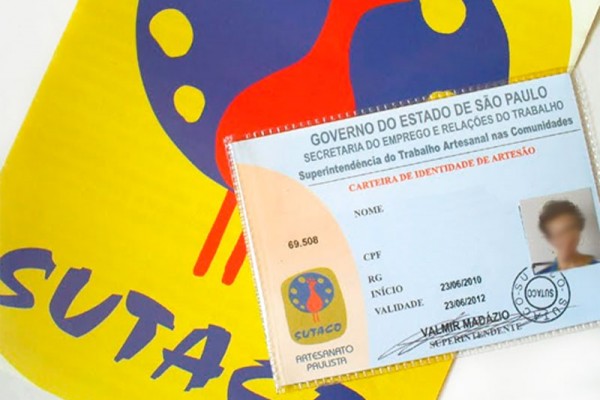 GOVERNO DO ESTADO DE SÃO PAULO
SECRETARIA DO EMPREGO E RELAÇÕES DO TRABALHO
Superintendência do Trabalho Artesanal nas Comunidades
CARTEIRA DE IDENTIDADE DE ARTESÃO
NOME
69.508
CPF
RG
INÍCIO 23/06/2010
VALIDADE 23/06/2012
SUTACO
VALMIR MADÁZIO
SUPERINTENDENTE
SUTACO
ARTESANATO
PAULISTA
SUTACO